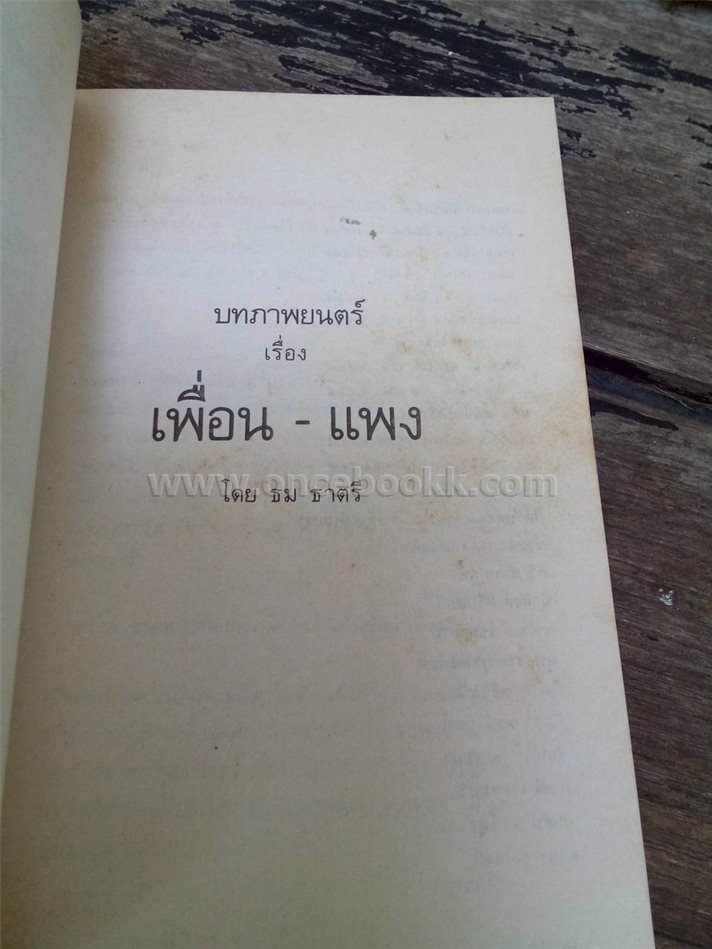 บทภาพยนตร์
เรื่อง
เพื่อน - แพง
www.oncebookk.com
โดย ธม ธาตรี